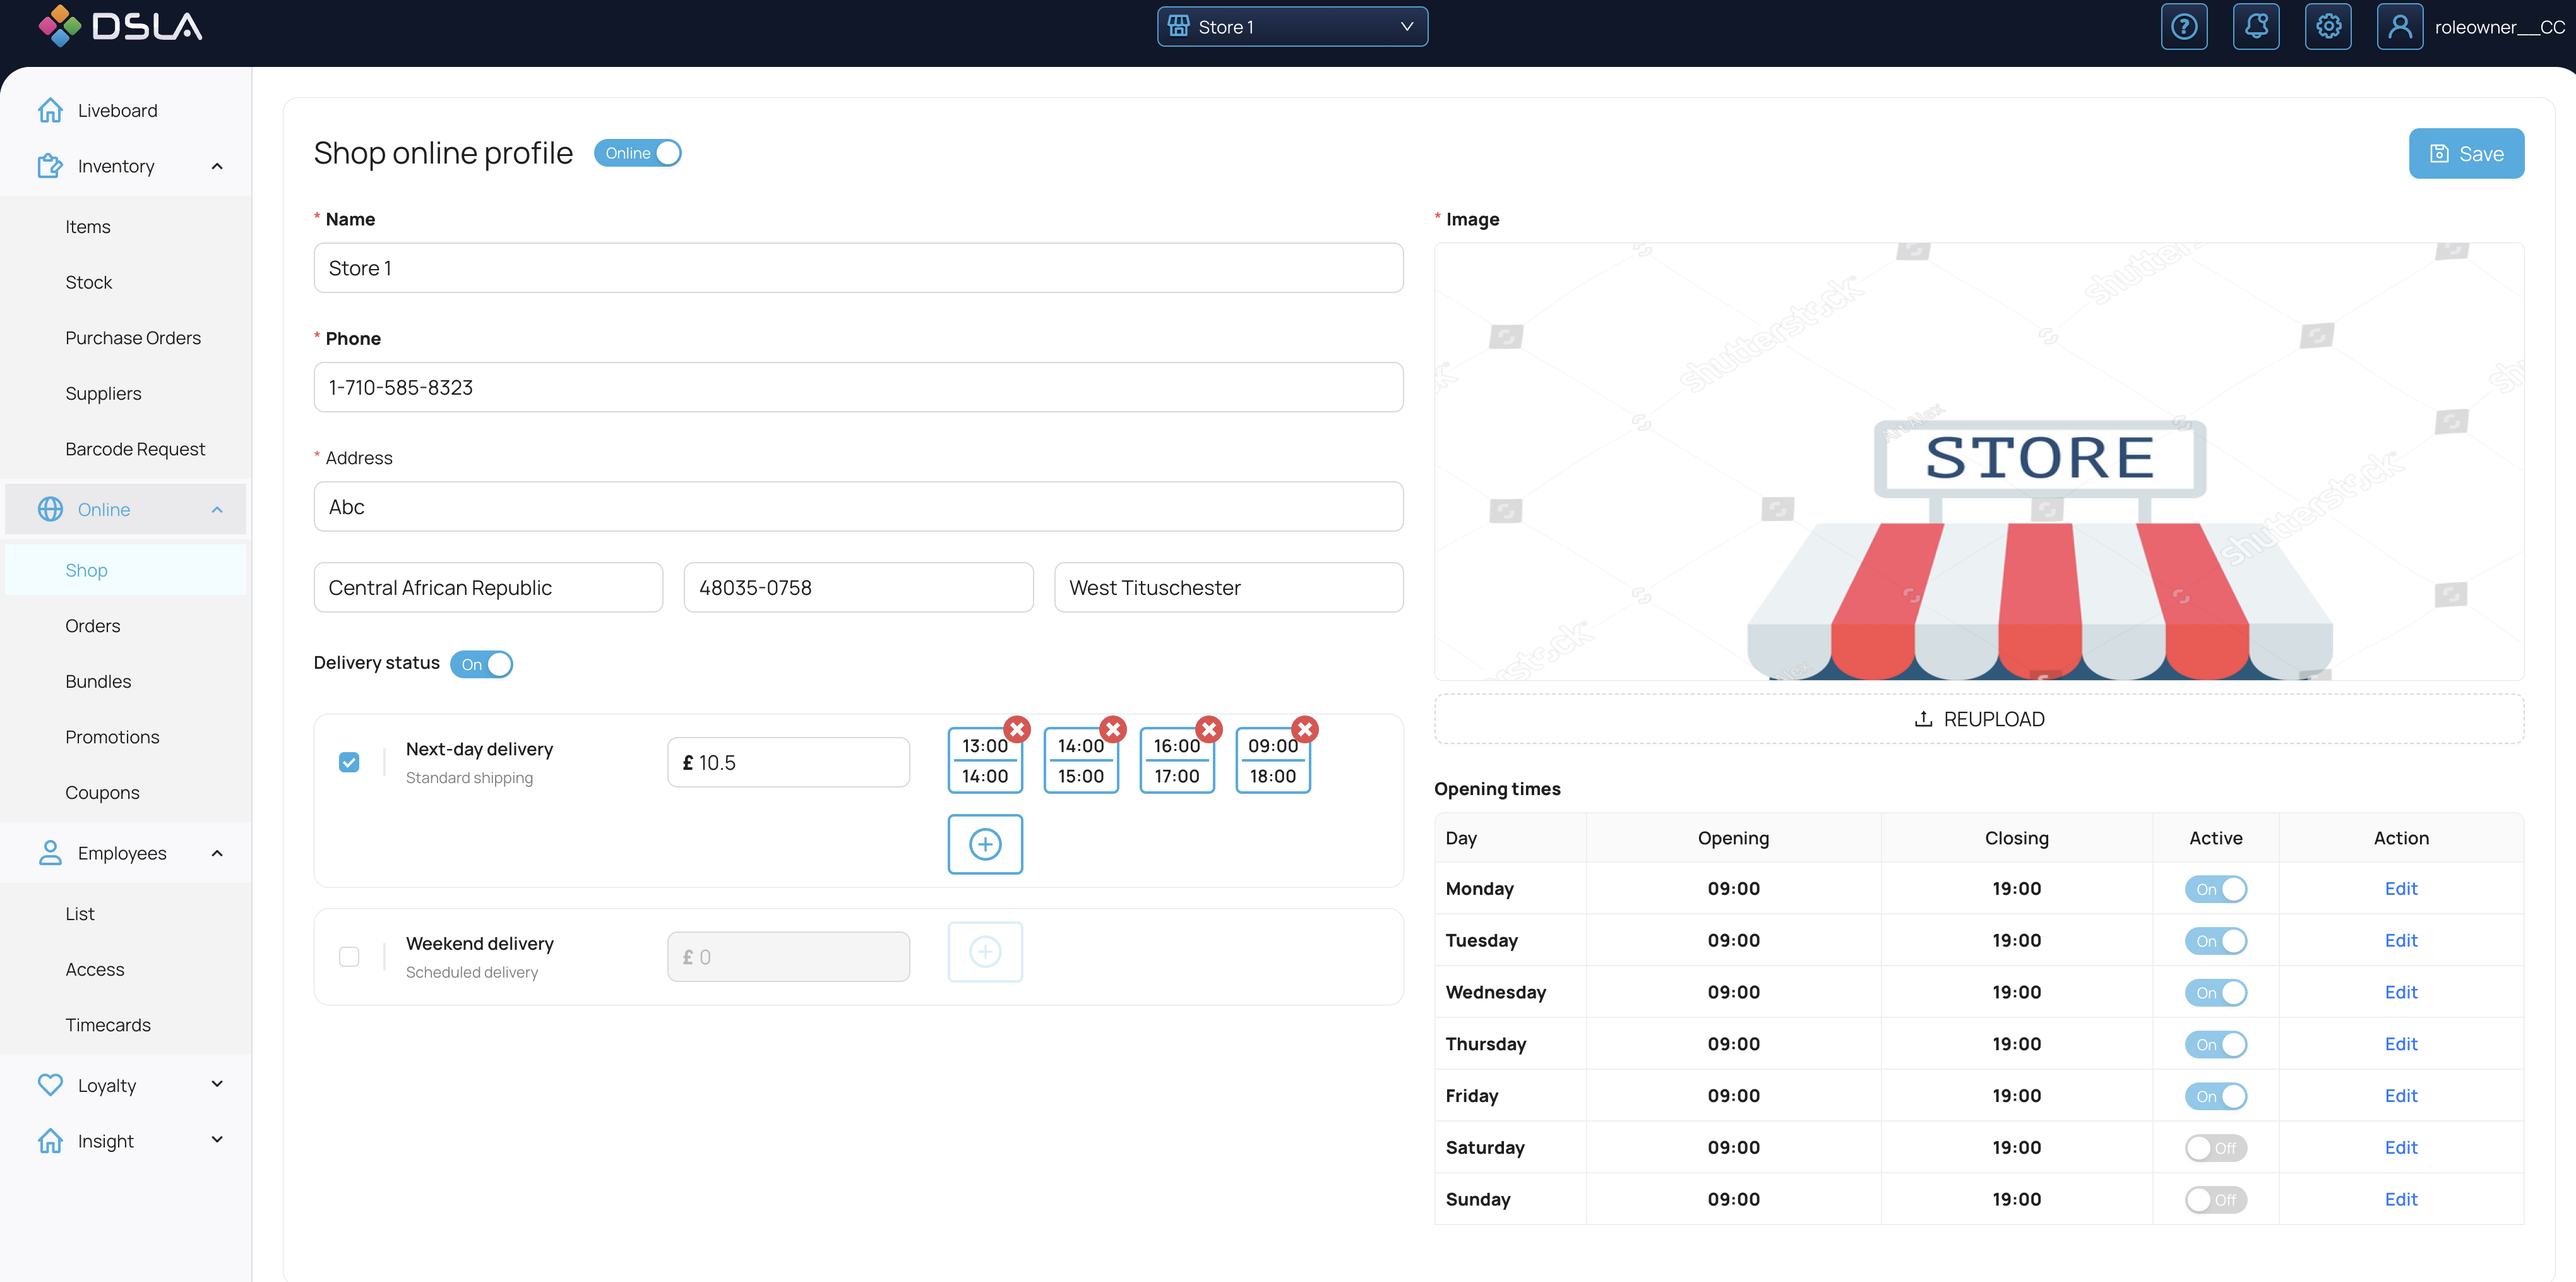 DSLA
Store 1
roleowner__CC
Liveboard
Inventory
Items
Stock
Purchase Orders
Suppliers
Barcode Request
Online
Shop
Orders
Bundles
Promotions
Coupons
Employees
List
Access
Timecards
Loyalty
Insight
Shop online profile
Online
Save
* Name
Store 1
* Phone
1-710-585-8323
* Address
Abc
Central African Republic
48035-0758
West Tituschester
Delivery status
On
Next-day delivery
Standard shipping
£ 10.5
13:00
14:00
14:00
15:00
16:00
17:00
09:00
18:00
Weekend delivery
Scheduled delivery
£ 0
* Image
shutterstock
shutterstock
STORE
shutterstock
REUPLOAD
Opening times
Day Opening Closing Active Action
Monday 09:00 19:00 On Edit
Tuesday 09:00 19:00 On Edit
Wednesday 09:00 19:00 On Edit
Thursday 09:00 19:00 On Edit
Friday 09:00 19:00 On Edit
Saturday 09:00 19:00 Off Edit
Sunday 09:00 19:00 Off Edit